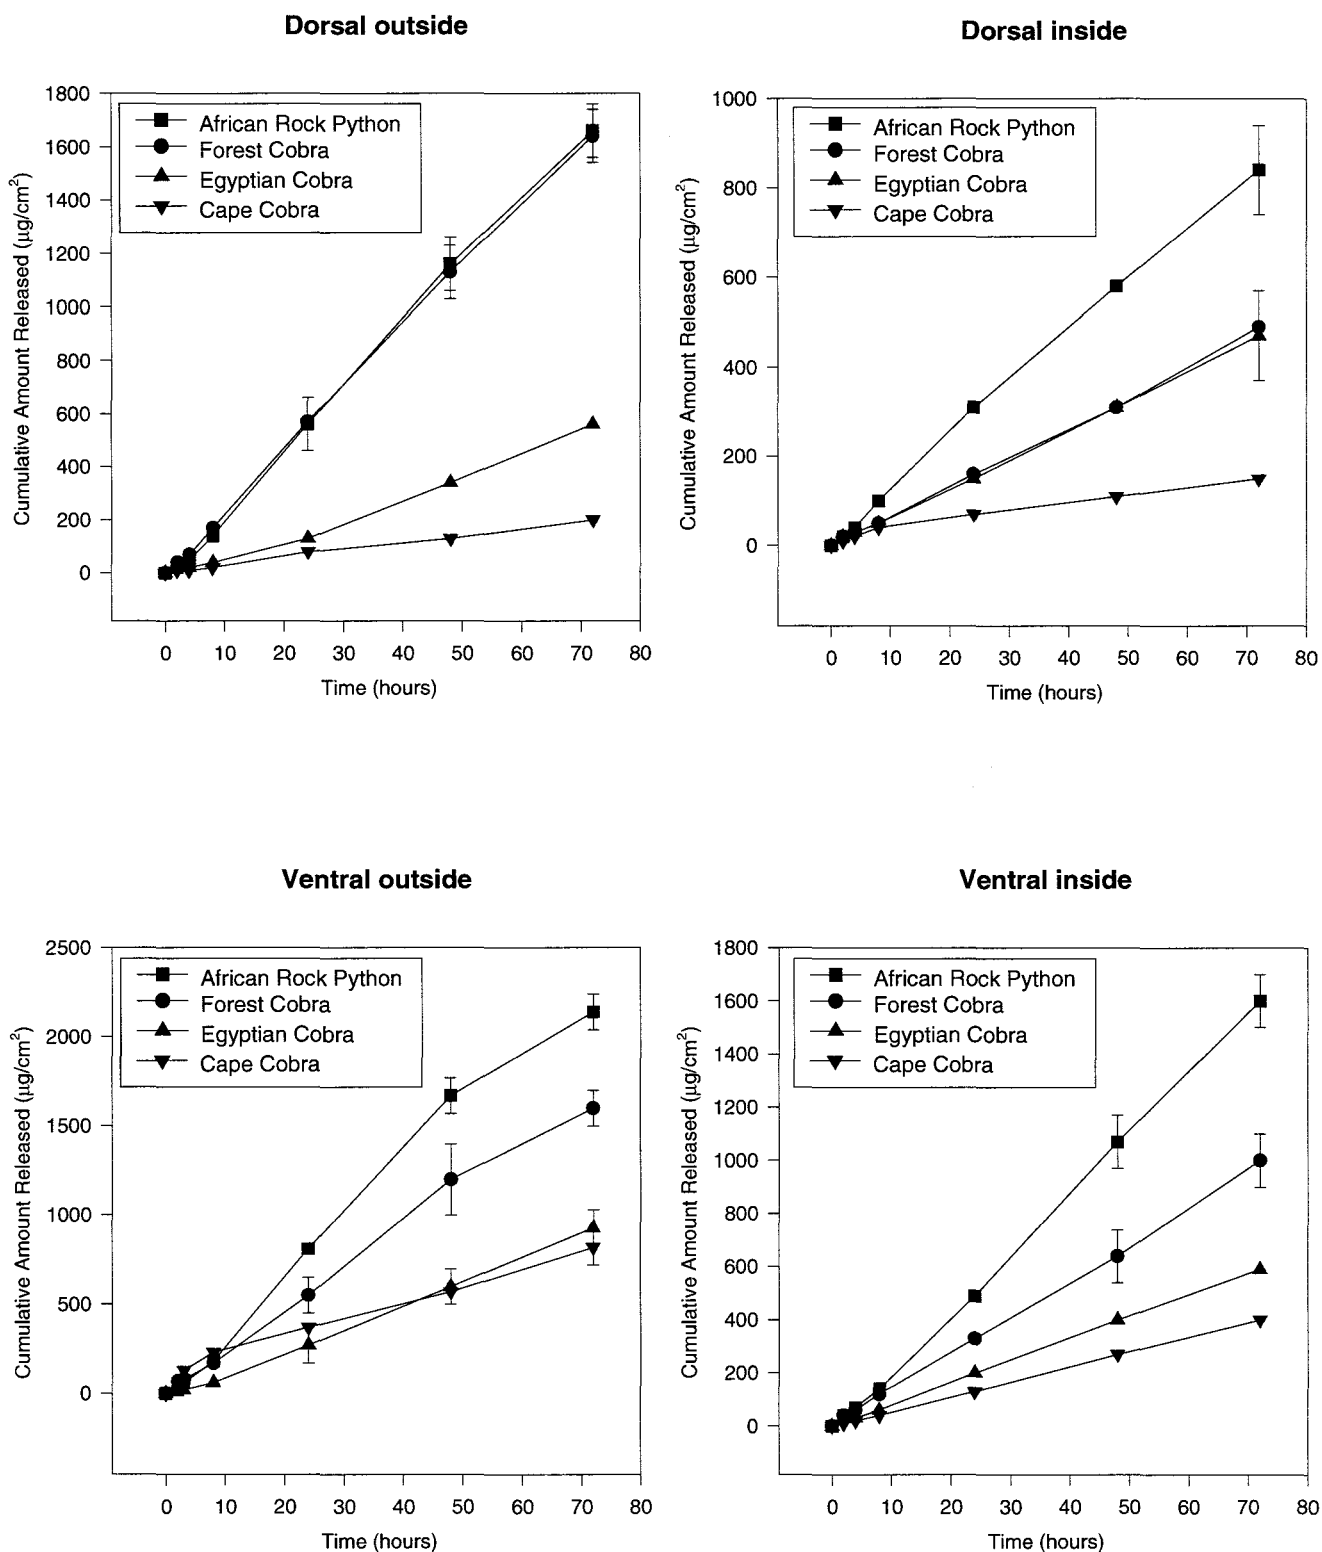 Dorsal outside
Cumulative Amount Released (µg/cm²)
1800
1600
1400
1200
1000
800
600
400
200
0
African Rock Python
Forest Cobra
Egyptian Cobra
Cape Cobra
0 10 20 30 40 50 60 70 80
Time (hours)
Dorsal inside
Cumulative Amount Released (µg/cm²)
1000
800
600
400
200
0
African Rock Python
Forest Cobra
Egyptian Cobra
Cape Cobra
0 10 20 30 40 50 60 70 80
Time (hours)
Ventral outside
Cumulative Amount Released (µg/cm²)
2500
2000
1500
1000
500
0
African Rock Python
Forest Cobra
Egyptian Cobra
Cape Cobra
0 10 20 30 40 50 60 70 80
Time (hours)
Ventral inside
Cumulative Amount Released (µg/cm²)
1800
1600
1400
1200
1000
800
600
400
200
0
African Rock Python
Forest Cobra
Egyptian Cobra
Cape Cobra
0 10 20 30 40 50 60 70 80
Time (hours)